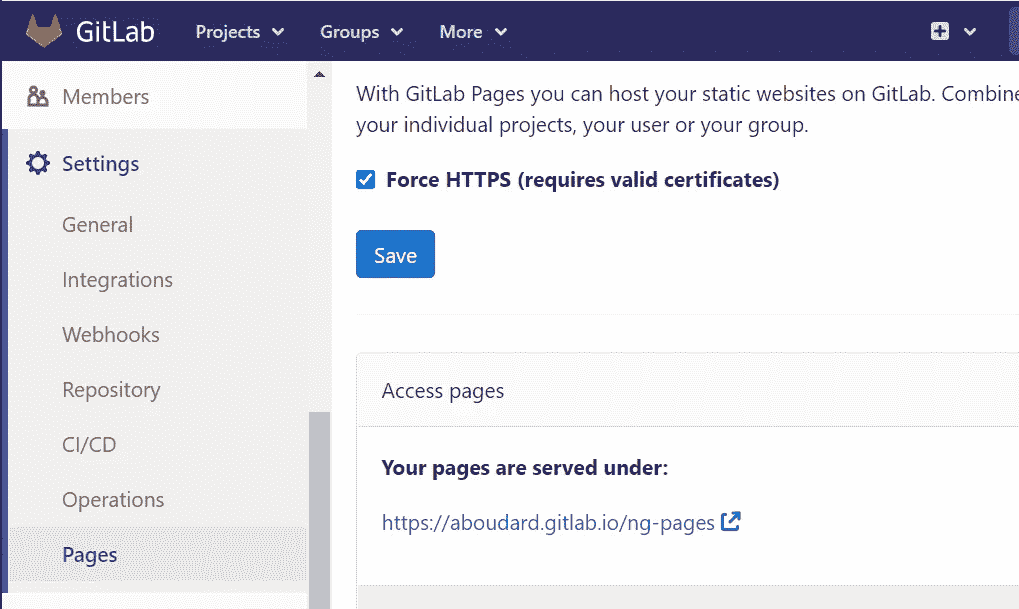 GitLab Projects Groups More
Members
Settings
General
Integrations
Webhooks
Repository
CI/CD
Operations
Pages
With GitLab Pages you can host your static websites on GitLab. Combine
your individual projects, your user or your group.
Force HTTPS (requires valid certificates)
Save
Access pages
Your pages are served under:
https://aboudard.gitlab.io/ng-pages